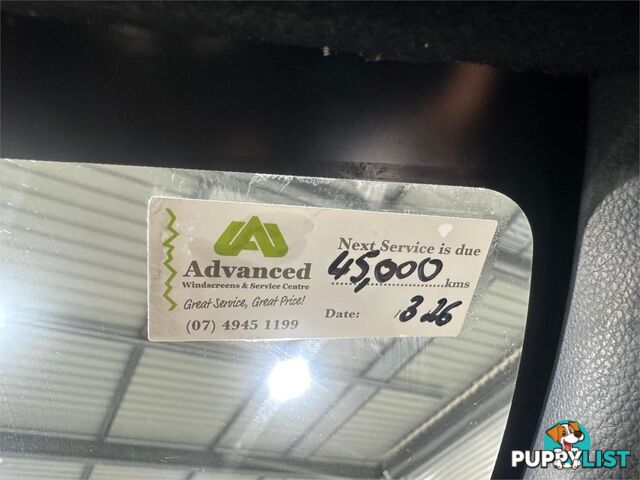 Advanced
Windscreens & Service Centre
Great Service, Great Price!
(07) 4945 1199
Next Service is due
45,000 kms
Date: / 3 26
PUPPYLIST